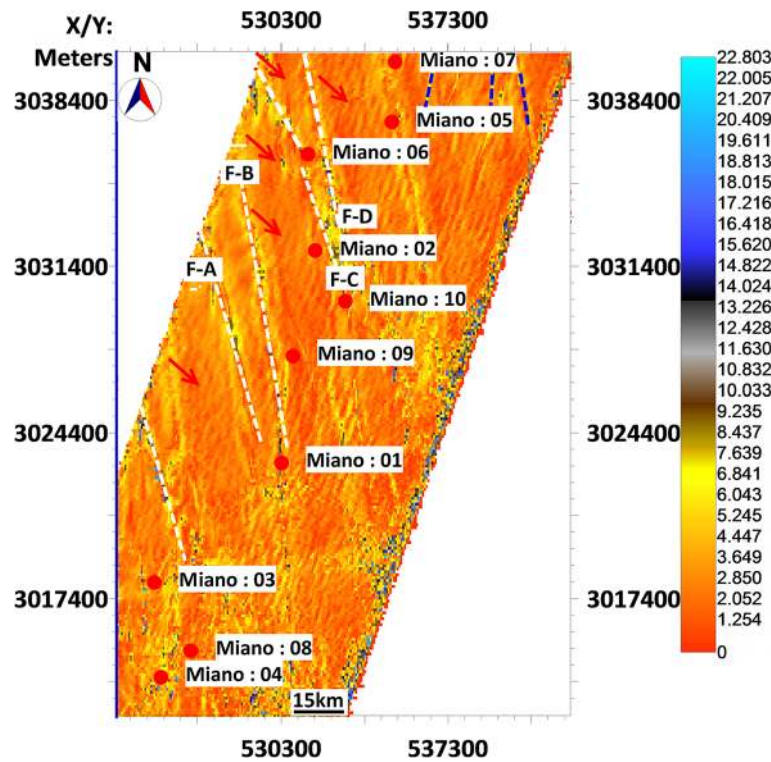 X/Y:
530300
537300
Meters
N
Miano : 07
22.803
22.005
3038400
3038400
21.207
20.409
Miano : 05
19.611
Miano : 06
18.813
F-B
18.015
17.216
F-D
16.418
Miano : 02
15.620
3031400
F-A
3031400
14.822
F-C
14.024
Miano : 10
13.226
12.428
Miano : 09
11.630
10.832
10.033
9.235
3024400
3024400
8.437
Miano : 01
7.639
6.841
6.043
5.245
4.447
3.649
Miano : 03
2.850
3017400
3017400
2.052
1.254
Miano : 08
0
Miano : 04
15km
530300
537300